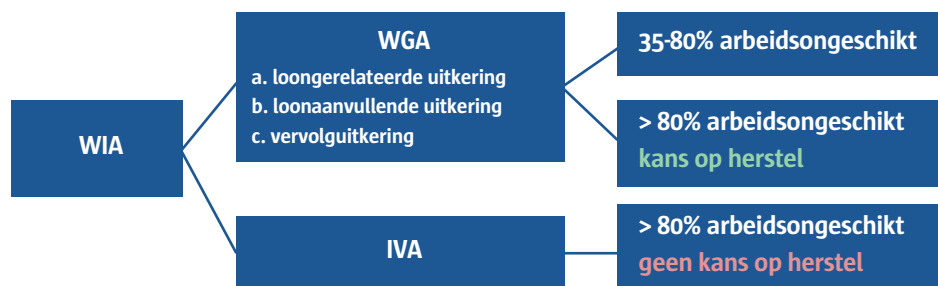 WIA
WGA
a. loongerelateerde uitkering
b. loonaanvullende uitkering
c. vervolguitkering
35-80% arbeidsongeschikt
> 80% arbeidsongeschikt
kans op herstel
IVA
> 80% arbeidsongeschikt
geen kans op herstel